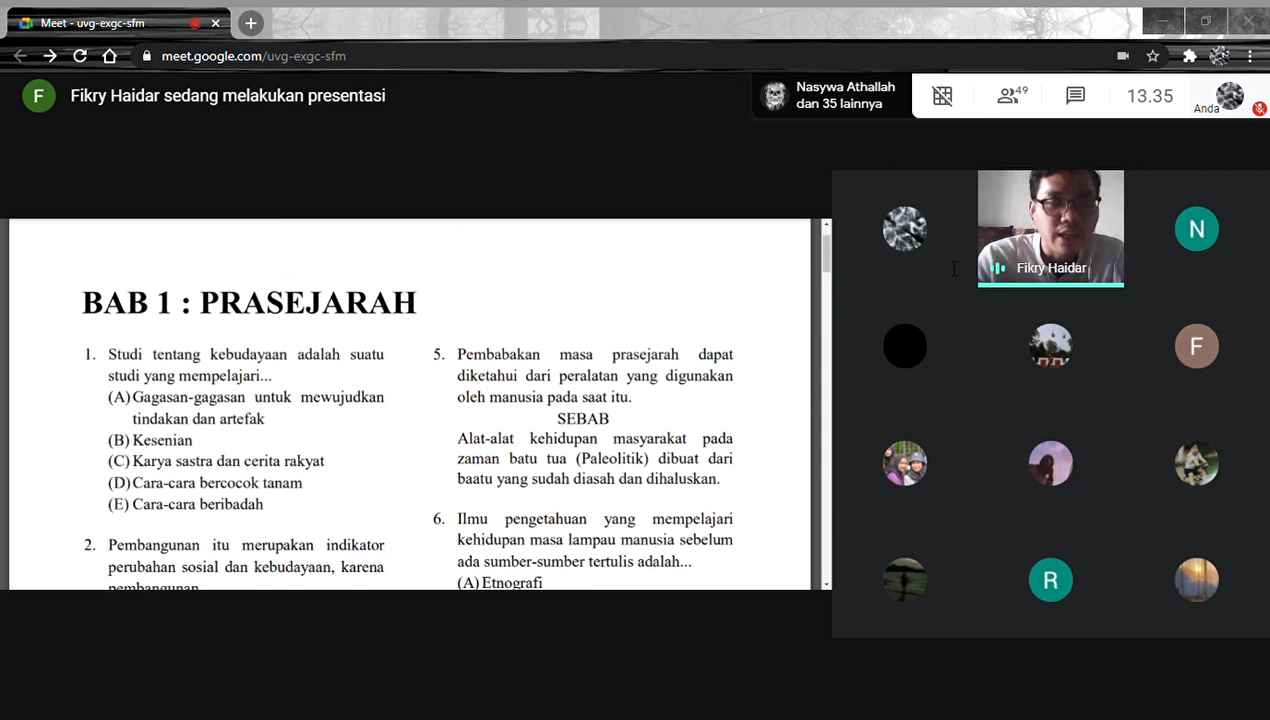 Meet - uvg-exgc-sfm
meet.google.com/uvg-exgc-sfm
F
Fikry Haidar sedang melakukan presentasi
Nasywa Athallah
dan 35 lainnya
49
13.35
Anda
BAB 1 : PRASEJARAH
1. Studi tentang kebudayaan adalah suatu
studi yang mempelajari...
(A) Gagasan-gagasan untuk mewujudkan
tindakan dan artefak
(B) Kesenian
(C) Karya sastra dan cerita rakyat
(D) Cara-cara bercocok tanam
(E) Cara-cara beribadah
2. Pembangunan itu merupakan indikator
perubahan sosial dan kebudayaan, karena
pembangunan
5. Pembabakan masa prasejarah dapat
diketahui dari peralatan yang digunakan
oleh manusia pada saat itu.
SEBAB
Alat-alat kehidupan masyarakat pada
zaman batu tua (Paleolitik) dibuat dari
baatu yang sudah diasah dan dihaluskan.
6. Ilmu pengetahuan yang mempelajari
kehidupan masa lampau manusia sebelum
ada sumber-sumber tertulis adalah...
(A) Etnografi
Fikry Haidar
N
F
R